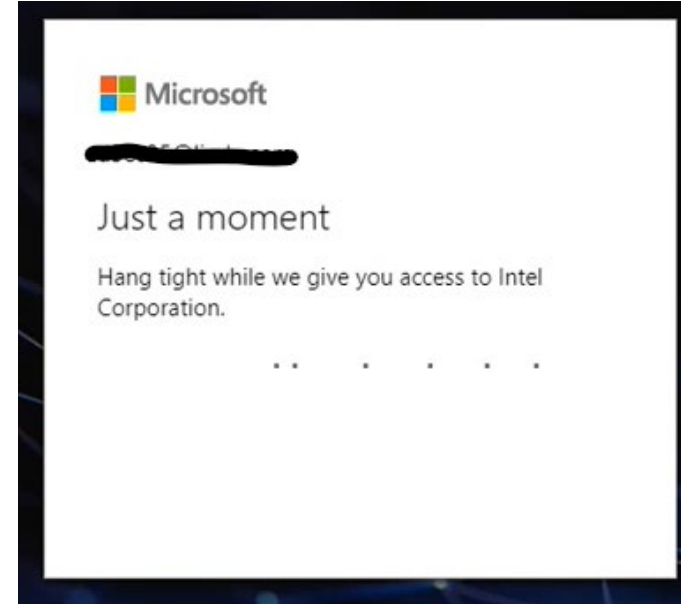 Microsoft
Just a moment
Hang tight while we give you access to Intel
Corporation.